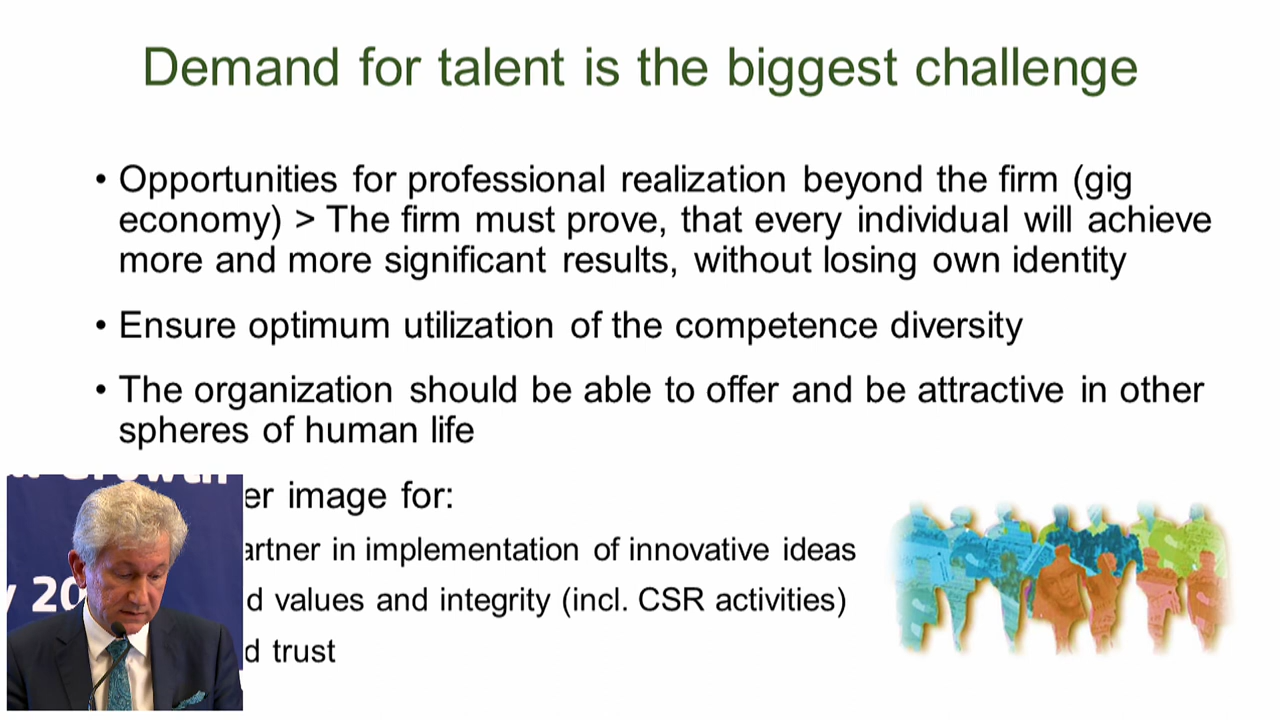 Demand for talent is the biggest challenge
• Opportunities for professional realization beyond the firm (gig
economy) > The firm must prove, that every individual will achieve
more and more significant results, without losing own identity
• Ensure optimum utilization of the competence diversity
• The organization should be able to offer and be attractive in other
spheres of human life
er image for:
artner in implementation of innovative ideas
d values and integrity (incl. CSR activities)
d trust
Growth
y 20